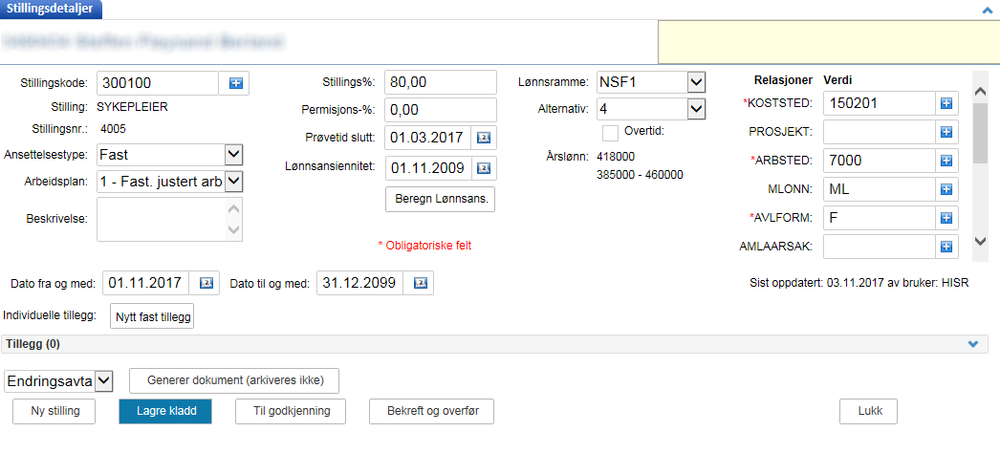 Stillingsdetaljer
Stillingskode: 300100
Stilling: SYKEPLEIER
Stillingsnr.: 4005
Ansettelsestype: Fast
Arbeidsplan: 1 - Fast. justert arb
Beskrivelse:
Stillings%: 80,00
Permisjons-%: 0,00
Prøvetid slutt: 01.03.2017
Lønnsansiennitet: 01.11.2009
Beregn Lønnsans.
* Obligatoriske felt
Lønnsramme: NSF1
Alternativ: 4
Overtid:
Årslønn: 418000
385000 - 460000
Relasjoner Verdi
*KOSTSTED: 150201
PROSJEKT:
*ARBSTED: 7000
MLONN: ML
*AVLFORM: F
AMLAARSAK:
Dato fra og med: 01.11.2017 Dato til og med: 31.12.2099
Sist oppdatert: 03.11.2017 av bruker: HISR
Individuelle tillegg: Nytt fast tillegg
Tillegg (0)
Endringsavta Generer dokument (arkiveres ikke)
Ny stilling Lagre kladd Til godkjenning Bekreft og overfør Lukk